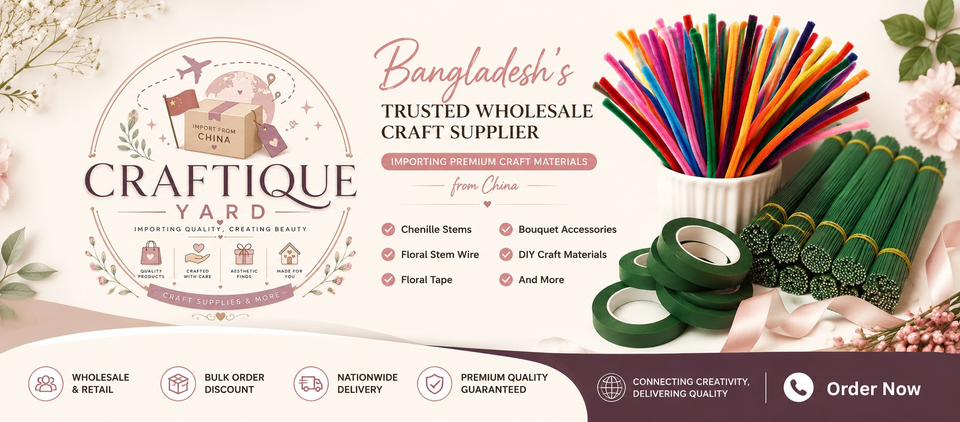 IMPORT FROM
CHINA
CRAFTIQUE
YARD
IMPORTING QUALITY, CREATING BEAUTY
QUALITY
PRODUCTS
CRAFTED
WITH CARE
AESTHETIC
FINDS
MADE FOR
YOU
CRAFT SUPPLIES & MORE
Bangladesh's
TRUSTED WHOLESALE
CRAFT SUPPLIER
IMPORTING PREMIUM CRAFT MATERIALS
from China
Chenille Stems
Floral Stem Wire
Floral Tape
Bouquet Accessories
DIY Craft Materials
And More
WHOLESALE
& RETAIL
BULK ORDER
DISCOUNT
NATIONWIDE
DELIVERY
PREMIUM QUALITY
GUARANTEED
CONNECTING CREATIVITY,
DELIVERING QUALITY
Order Now